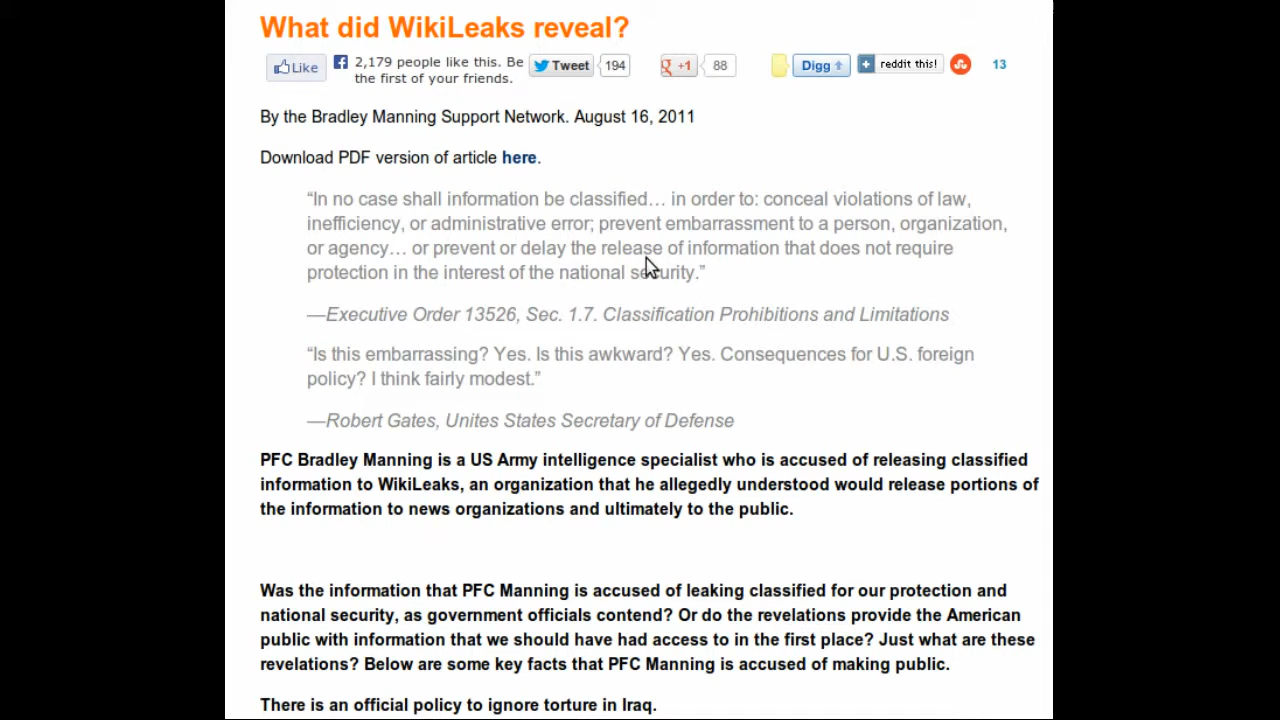 What did WikiLeaks reveal?
Like 2,179 people like this. Be Tweet 194 +1 88 Digg reddit this! 13
the first of your friends.
By the Bradley Manning Support Network. August 16, 2011
Download PDF version of article here.
“In no case shall information be classified… in order to: conceal violations of law,
inefficiency, or administrative error; prevent embarrassment to a person, organization,
or agency… or prevent or delay the release of information that does not require
protection in the interest of the national security.”
—Executive Order 13526, Sec. 1.7. Classification Prohibitions and Limitations
“Is this embarrassing? Yes. Is this awkward? Yes. Consequences for U.S. foreign
policy? I think fairly modest.”
—Robert Gates, Unites States Secretary of Defense
PFC Bradley Manning is a US Army intelligence specialist who is accused of releasing classified
information to WikiLeaks, an organization that he allegedly understood would release portions of
the information to news organizations and ultimately to the public.
Was the information that PFC Manning is accused of leaking classified for our protection and
national security, as government officials contend? Or do the revelations provide the American
public with information that we should have had access to in the first place? Just what are these
revelations? Below are some key facts that PFC Manning is accused of making public.
There is an official policy to ignore torture in Iraq.